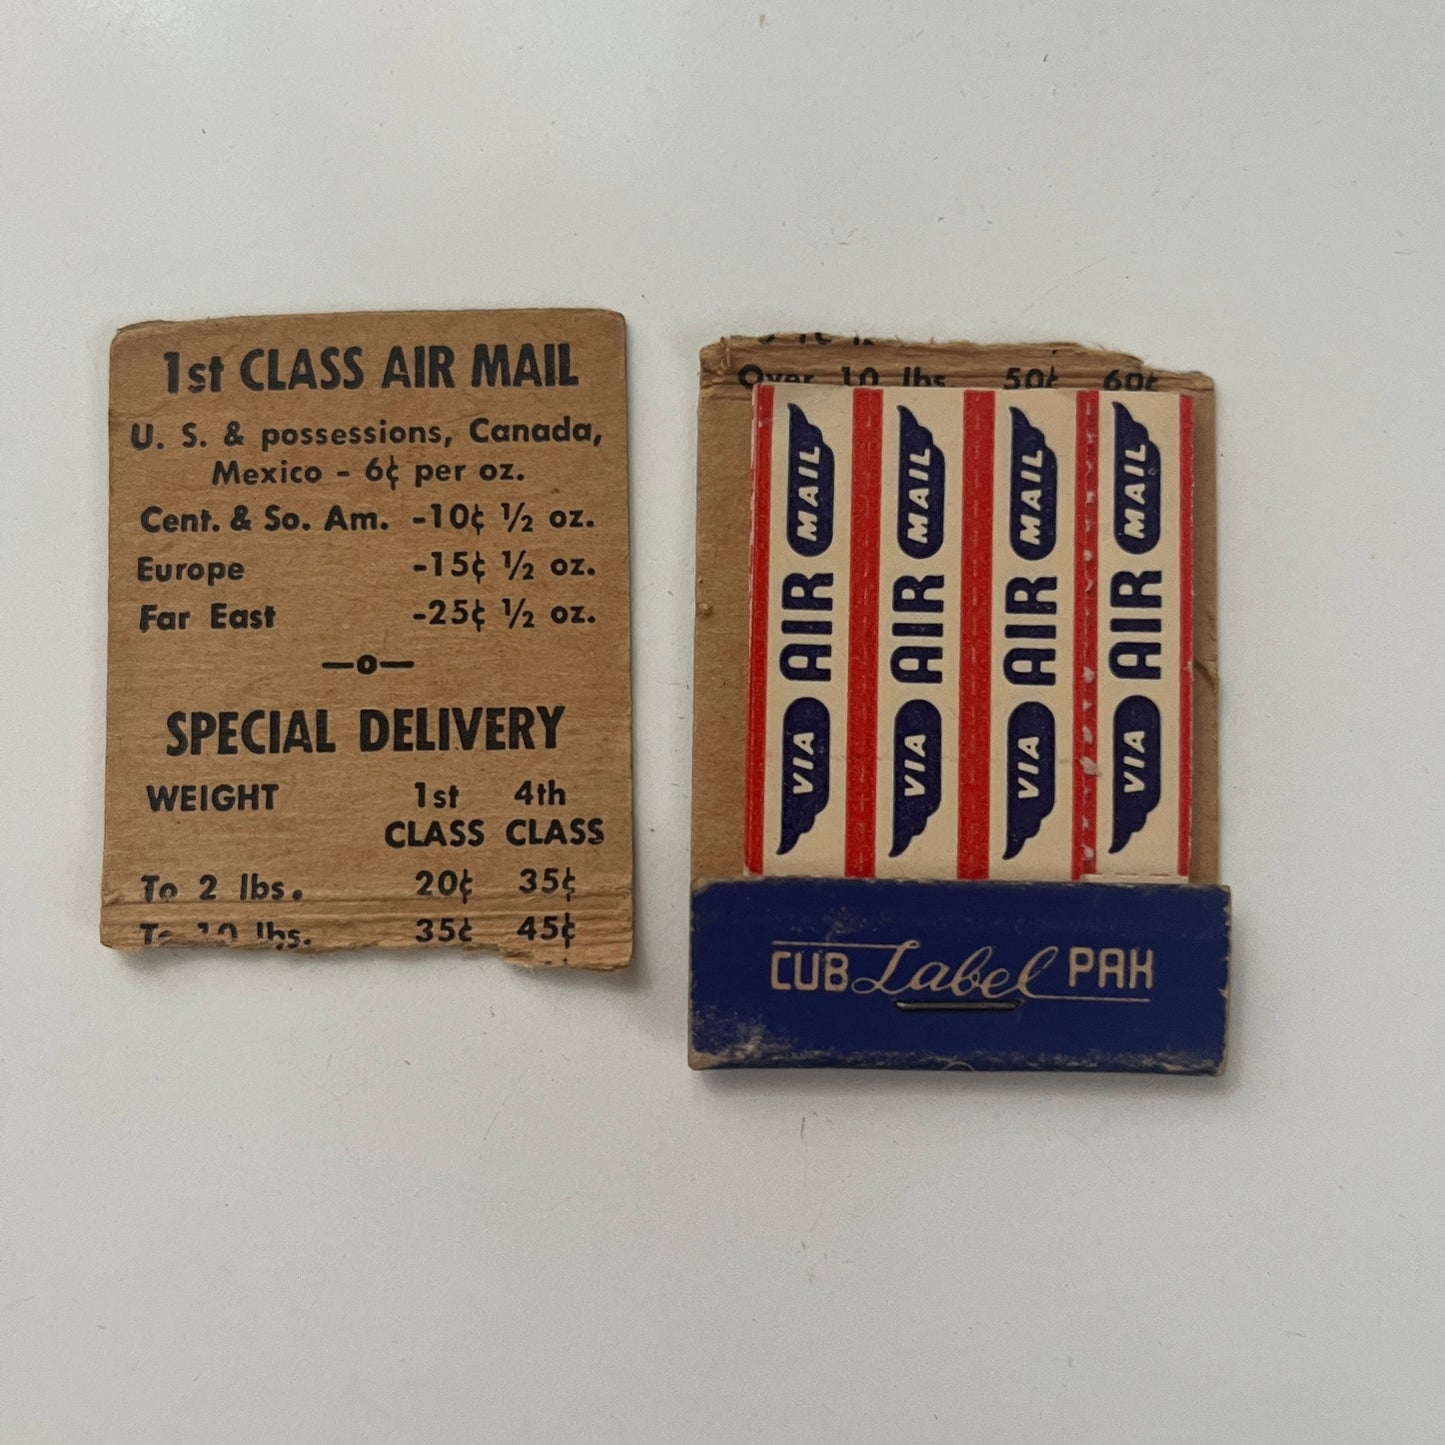 1st CLASS AIR MAIL
U. S. & possessions, Canada,
Mexico - 6¢ per oz.
Cent. & So. Am. -10¢ ½ oz.
Europe -15¢ ½ oz.
Far East -25¢ ½ oz.
—o—
SPECIAL DELIVERY
WEIGHT 1st 4th
CLASS CLASS
To 2 lbs. 20¢ 35¢
To 10 lbs. 35¢ 45¢
Over 10 lbs. 50¢ 60¢
VIA AIR MAIL
VIA AIR MAIL
VIA AIR MAIL
VIA AIR MAIL
CUB Label PAK